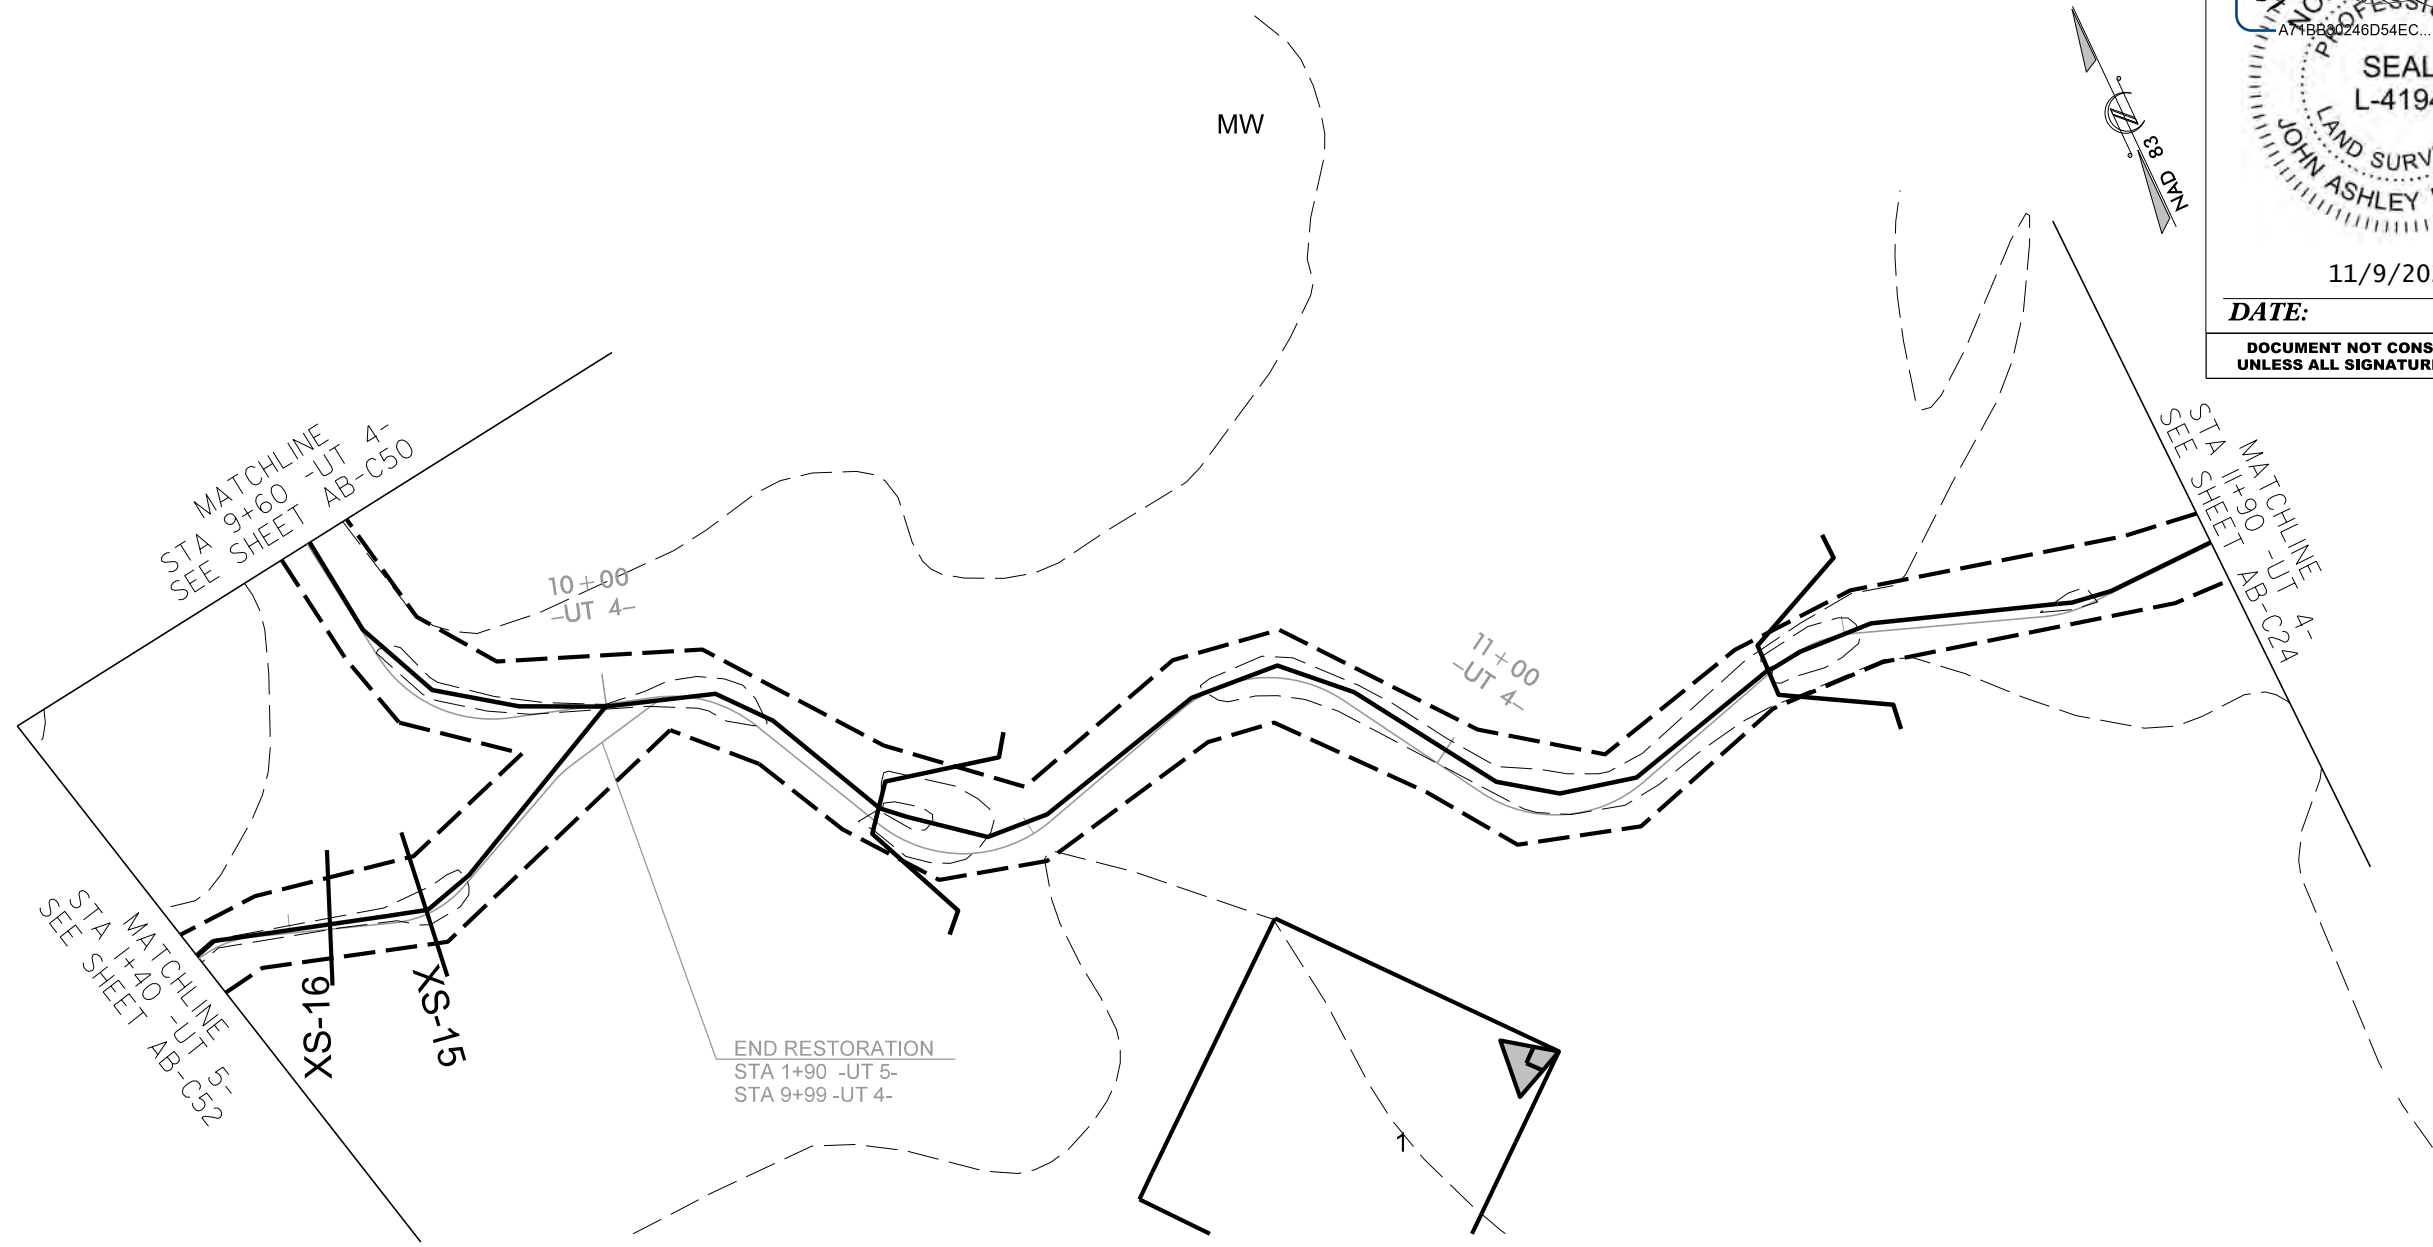 MW
NAD 83
A71BB30246D54EC...
SEAL
L-4194
LAND SURV
JOHN ASHLEY
11/9/20
DATE:
DOCUMENT NOT CONS
UNLESS ALL SIGNATUR
MATCHLINE
STA 9+60 -UT 4-
SEE SHEET AB-C50
MATCHLINE
STA 11+90 -UT 4-
SEE SHEET AB-C24
10+00
-UT 4-
11+00
-UT 4-
MATCHLINE
STA 1+40 -UT 5-
SEE SHEET AB-C52
XS-16
XS-15
END RESTORATION
STA 1+90 -UT 5-
STA 9+99 -UT 4-
1